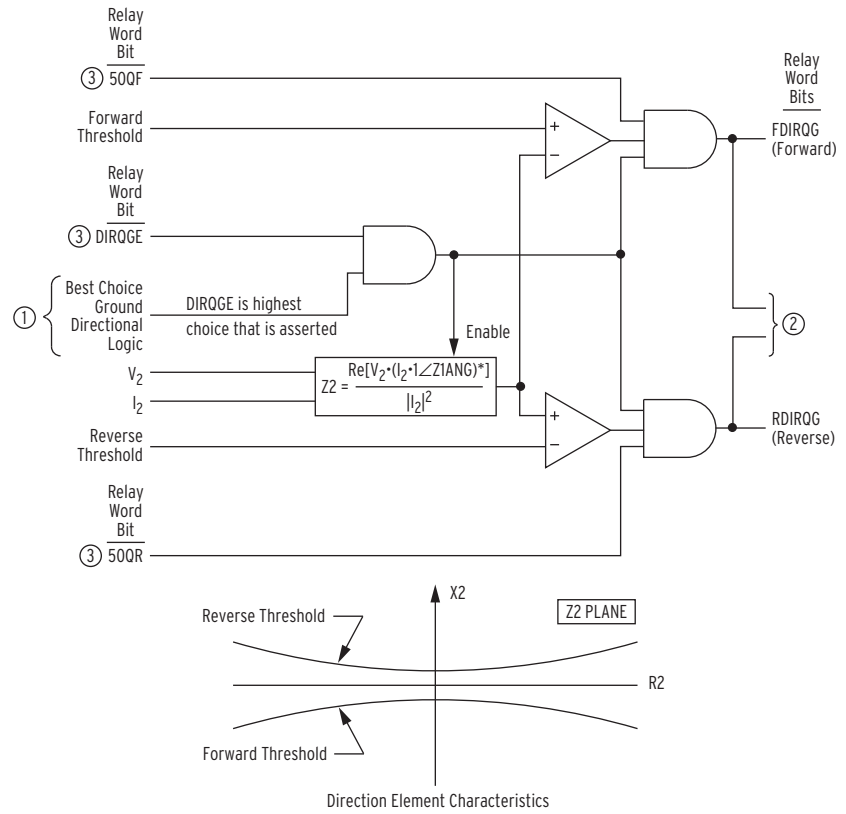 Relay
Word
Bit
③ 50QF
Forward
Threshold
Relay
Word
Bit
③ DIRQGE
①
Best Choice
Ground
Directional
Logic
DIRQGE is highest
choice that is asserted
Enable
V₂
I₂
Z2 = Re[V₂•(I₂•1∠Z1ANG)*] / |I₂|²
Reverse
Threshold
Relay
Word
Bit
③ 50QR
+
−
+
−
Relay
Word
Bits
FDIRQG
(Forward)
②
RDIRQG
(Reverse)
X2
Z2 PLANE
Reverse Threshold
R2
Forward Threshold
Direction Element Characteristics